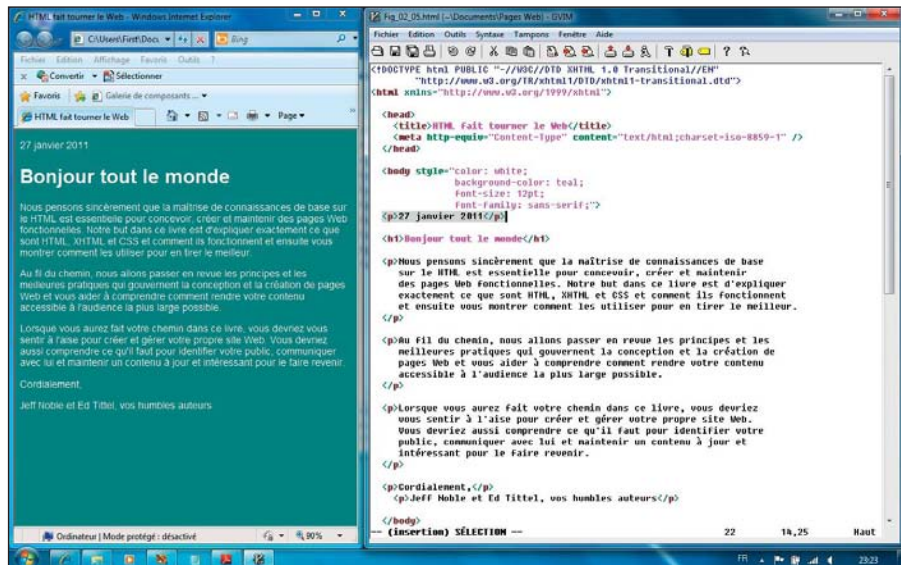 HTML fait tourner le Web - Windows Internet Explorer
C:\Users\First\Docu
Bing
Fichier Edition Affichage Favoris Outils ?
x Convertir Sélectionner
Favoris Galerie de composants ...
HTML fait tourner le Web
Page
27 janvier 2011
Bonjour tout le monde
Nous pensons sincèrement que la maîtrise de connaissances de base sur
le HTML est essentielle pour concevoir, créer et maintenir des pages Web
fonctionnelles. Notre but dans ce livre est d'expliquer exactement ce que
sont HTML, XHTML et CSS et comment ils fonctionnent et ensuite vous
montrer comment les utiliser pour en tirer le meilleur.
Au fil du chemin, nous allons passer en revue les principes et les
meilleures pratiques qui gouvernent la conception et la création de pages
Web et vous aider à comprendre comment rendre votre contenu
accessible à l'audience la plus large possible.
Lorsque vous aurez fait votre chemin dans ce livre, vous devriez vous
sentir à l'aise pour créer et gérer votre propre site Web. Vous devriez
aussi comprendre ce qu'il faut pour identifier votre public, communiquer
avec lui et maintenir un contenu à jour et intéressant pour le faire revenir.
Cordialement,
Jeff Noble et Ed Tittel, vos humbles auteurs
Ordinateur | Mode protégé : désactivé
90%
Fig_02_05.html (~\Documents\Pages Web) - GVIM
Fichier Edition Outils Syntaxe Tampons Fenêtre Aide
<!DOCTYPE html PUBLIC "-//W3C//DTD XHTML 1.0 Transitional//EN"
"http://www.w3.org/TR/xhtml1/DTD/xhtml1-transitional.dtd">
<html xmlns="http://www.w3.org/1999/xhtml">
<head>
<title>HTML fait tourner le Web</title>
<meta http-equiv="Content-Type" content="text/html;charset=iso-8859-1" />
</head>
<body style="color: white;
background-color: teal;
font-size: 12pt;
font-family: sans-serif;">
<p>27 janvier 2011</p>
<h1>Bonjour tout le monde</h1>
<p>Nous pensons sincèrement que la maîtrise de connaissances de base
sur le HTML est essentielle pour concevoir, créer et maintenir
des pages Web fonctionnelles. Notre but dans ce livre est d'expliquer
exactement ce que sont HTML, XHTML et CSS et comment ils fonctionnent
et ensuite vous montrer comment les utiliser pour en tirer le meilleur.
</p>
<p>Au fil du chemin, nous allons passer en revue les principes et les
meilleures pratiques qui gouvernent la conception et la création de
pages Web et vous aider à comprendre comment rendre votre contenu
accessible à l'audience la plus large possible.
</p>
<p>Lorsque vous aurez fait votre chemin dans ce livre, vous devriez
vous sentir à l'aise pour créer et gérer votre propre site Web.
Vous devriez aussi comprendre ce qu'il faut pour identifier votre
public, communiquer avec lui et maintenir un contenu à jour et
intéressant pour le faire revenir.
</p>
<p>Cordialement,</p>
<p>Jeff Noble et Ed Tittel, vos humbles auteurs</p>
</body>
-- (insertion) SÉLECTION -- 22 14,25 Haut
FR 23:23